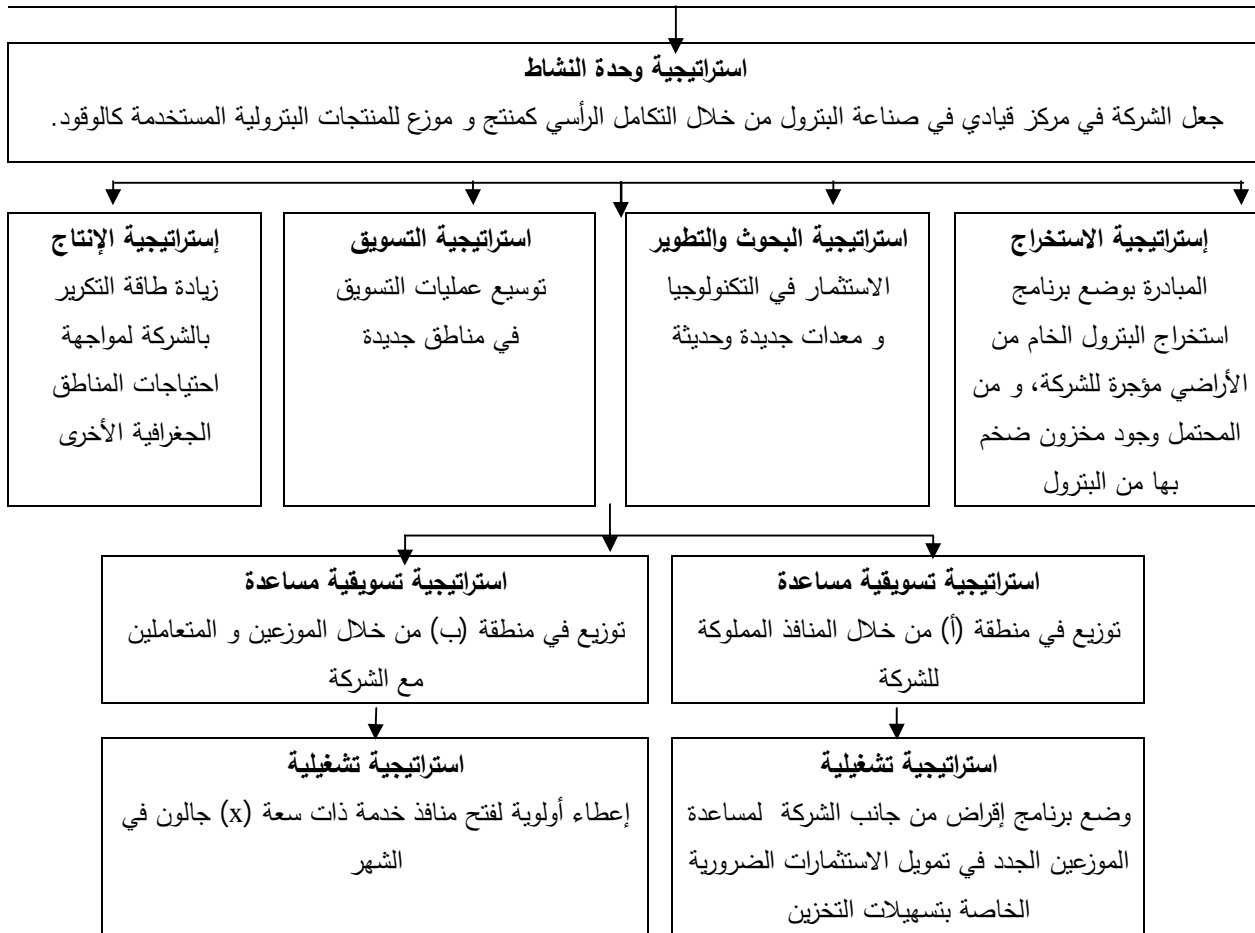 استراتيجية وحدة النشاط
جعل الشركة في مركز قيادي في صناعة البترول من خلال التكامل الرأسي كمنتج و موزع للمنتجات البترولية المستخدمة كالوقود.
إستراتيجية الاستخراج
المبادرة بوضع برنامج
استخراج البترول الخام من
الأراضي مؤجرة للشركة، و من
المحتمل وجود مخزون ضخم
بها من البترول
استراتيجية البحوث والتطوير
الاستثمار في التكنولوجيا
و معدات جديدة وحديثة
استراتيجية التسويق
توسيع عمليات التسويق
في مناطق جديدة
إستراتيجية الإنتاج
زيادة طاقة التكرير
بالشركة لمواجهة
احتياجات المناطق
الجغرافية الأخرى
استراتيجية تسويقية مساعدة
توزيع في منطقة (أ) من خلال المنافذ المملوكة
للشركة
استراتيجية تسويقية مساعدة
توزيع في منطقة (ب) من خلال الموزعين و المتعاملين
مع الشركة
استراتيجية تشغيلية
وضع برنامج إقراض من جانب الشركة لمساعدة
الموزعين الجدد في تمويل الاستثمارات الضرورية
الخاصة بتسهيلات التخزين
استراتيجية تشغيلية
إعطاء أولوية لفتح منافذ خدمة ذات سعة (x) جالون في
الشهر